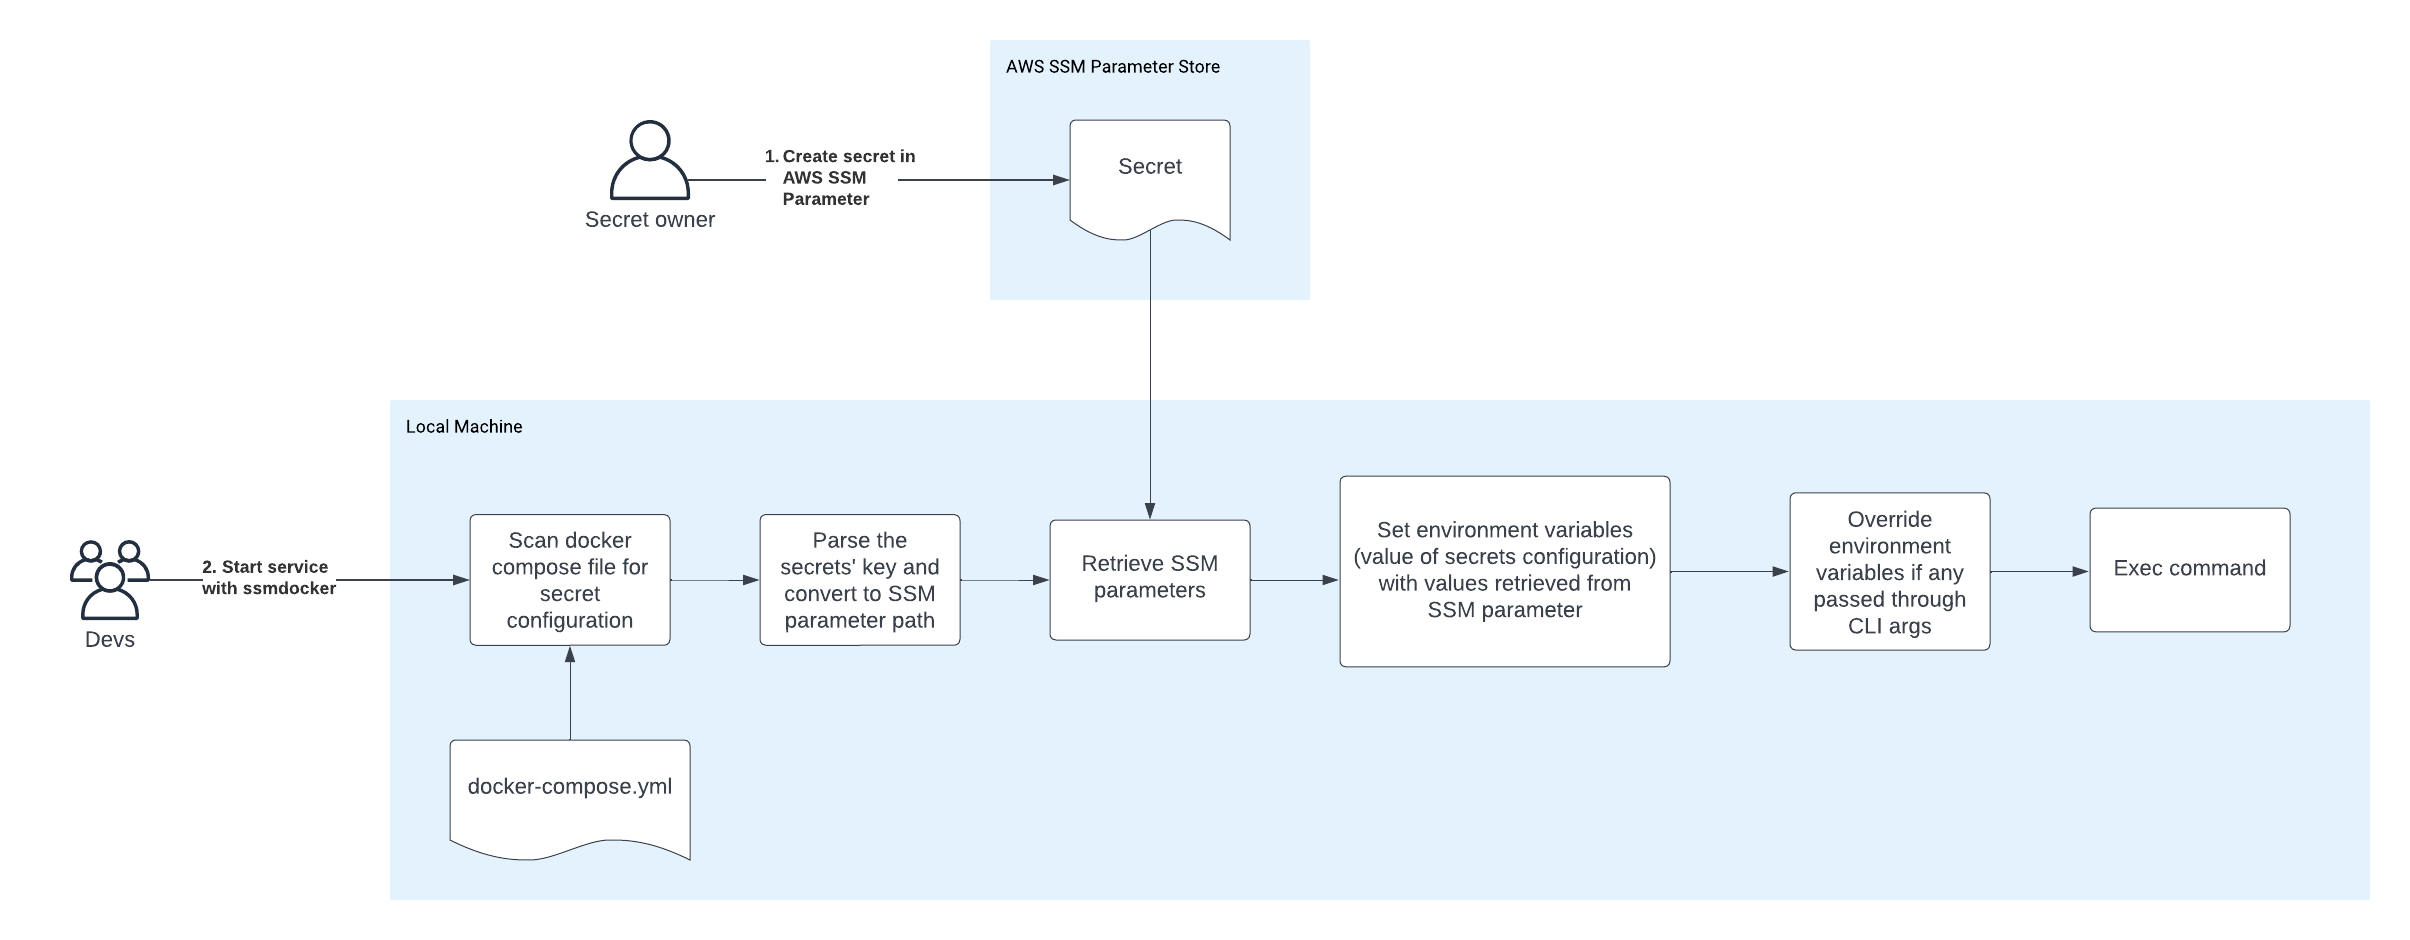 AWS SSM Parameter Store
1. Create secret in
AWS SSM
Parameter
Secret
Secret owner
Local Machine
2. Start service
with ssmdocker
Devs
Scan docker
compose file for
secret
configuration
Parse the
secrets' key and
convert to SSM
parameter path
Retrieve SSM
parameters
Set environment variables
(value of secrets configuration)
with values retrieved from
SSM parameter
Override
environment
variables if any
passed through
CLI args
Exec command
docker-compose.yml